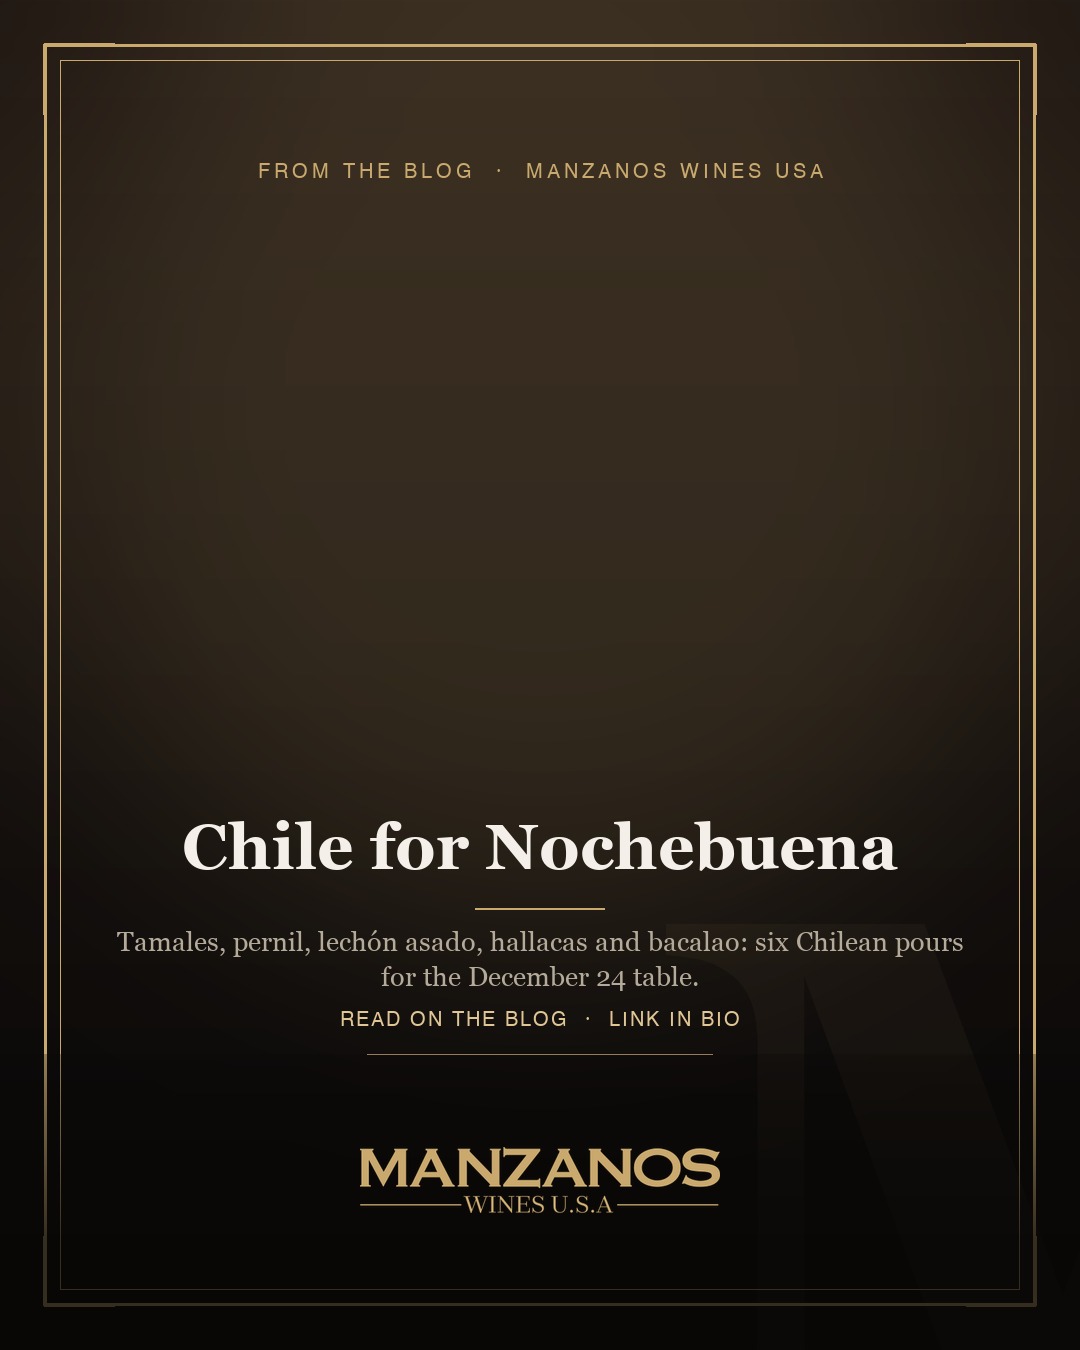 FROM THE BLOG · MANZANOS WINES USA
Chile for Nochebuena
Tamales, pernil, lechón asado, hallacas and bacalao: six Chilean pours
for the December 24 table.
READ ON THE BLOG · LINK IN BIO
MANZANOS
WINES U.S.A